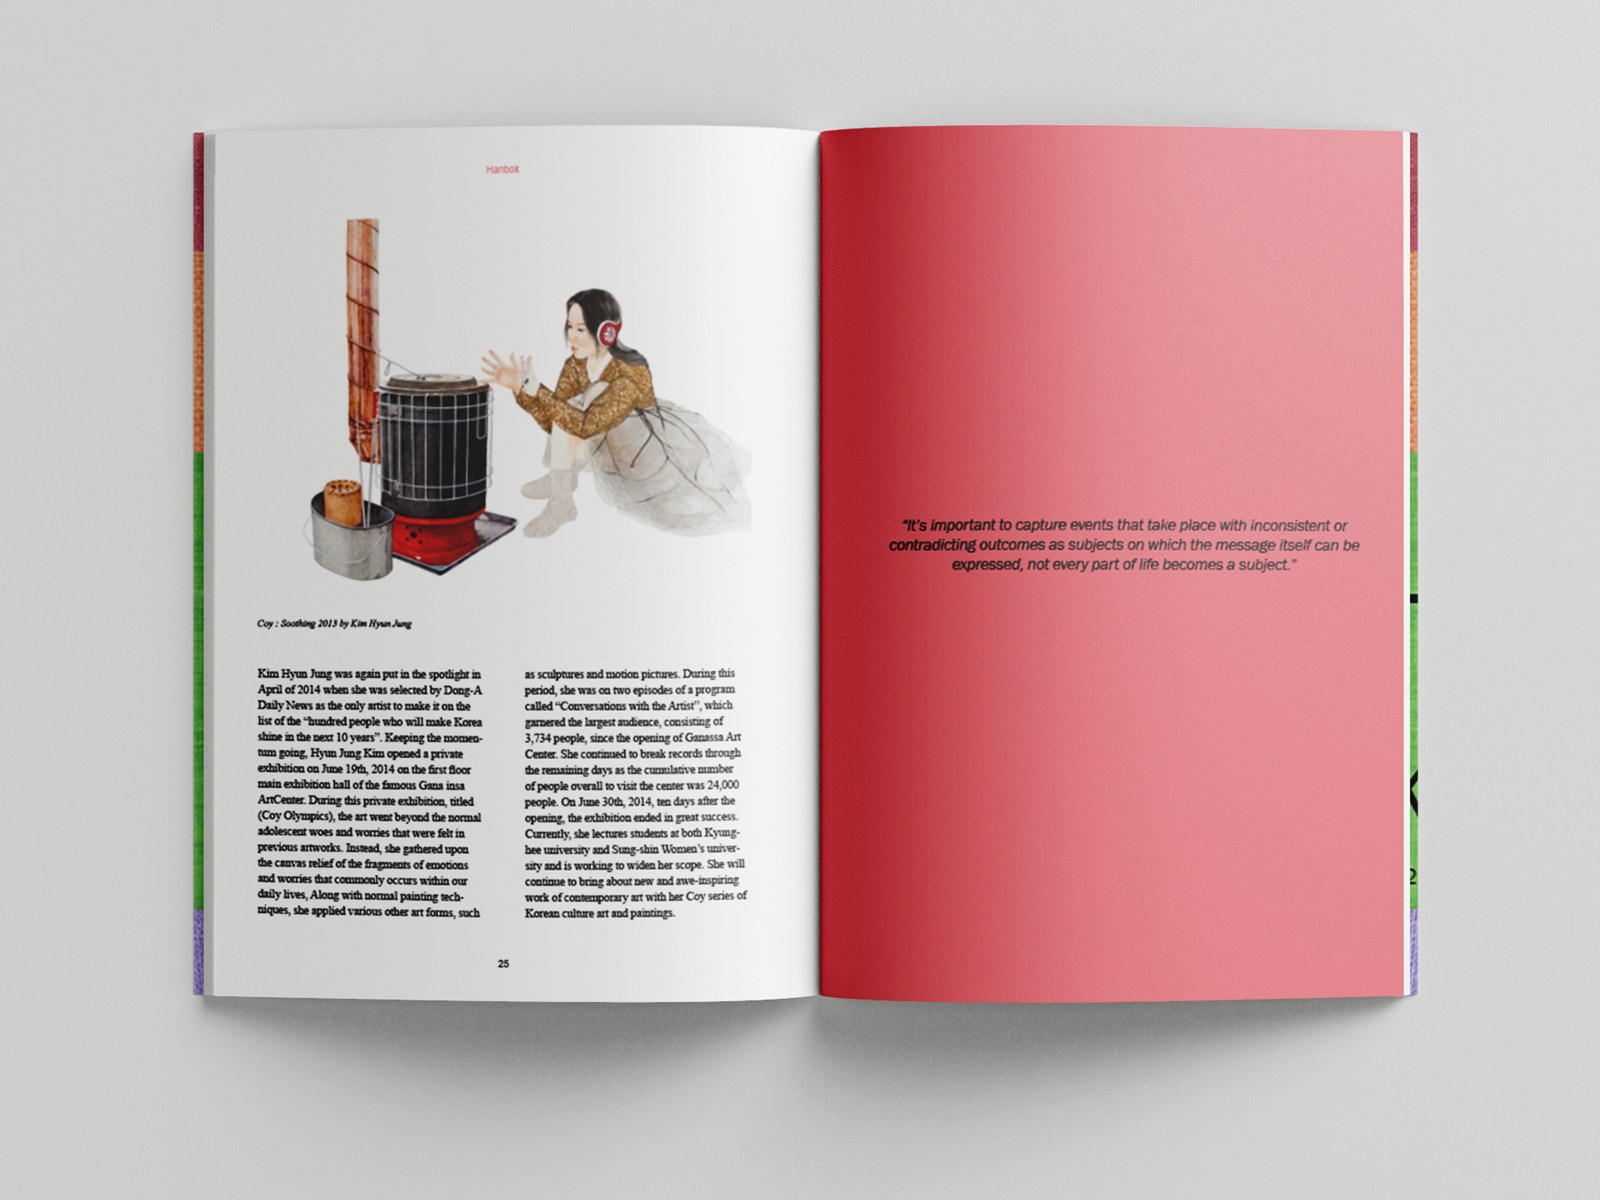 Hanbok
Coy : Soothing 2013 by Kim Hyun Jung
Kim Hyun Jung was again put in the spotlight in
April of 2014 when she was selected by Dong-A
Daily News as the only artist to make it on the
list of the “hundred people who will make Korea
shine in the next 10 years”. Keeping the momen-
tum going, Hyun Jung Kim opened a private
exhibition on June 19th, 2014 on the first floor
main exhibition hall of the famous Gana insa
ArtCenter. During this private exhibition, titled
(Coy Olympics), the art went beyond the normal
adolescent woes and worries that were felt in
previous artworks. Instead, she gathered upon
the canvas relief of the fragments of emotions
and worries that commonly occurs within our
daily lives, Along with normal painting tech-
niques, she applied various other art forms, such
as sculptures and motion pictures. During this
period, she was on two episodes of a program
called “Conversations with the Artist”, which
garnered the largest audience, consisting of
3,734 people, since the opening of Ganassa Art
Center. She continued to break records through
the remaining days as the cumulative number
of people overall to visit the center was 24,000
people. On June 30th, 2014, ten days after the
opening, the exhibition ended in great success.
Currently, she lectures students at both Kyung-
hee university and Sung-shin Women’s univer-
sity and is working to widen her scope. She will
continue to bring about new and awe-inspiring
work of contemporary art with her Coy series of
Korean culture art and paintings.
25
“It’s important to capture events that take place with inconsistent or
contradicting outcomes as subjects on which the message itself can be
expressed, not every part of life becomes a subject.”
2